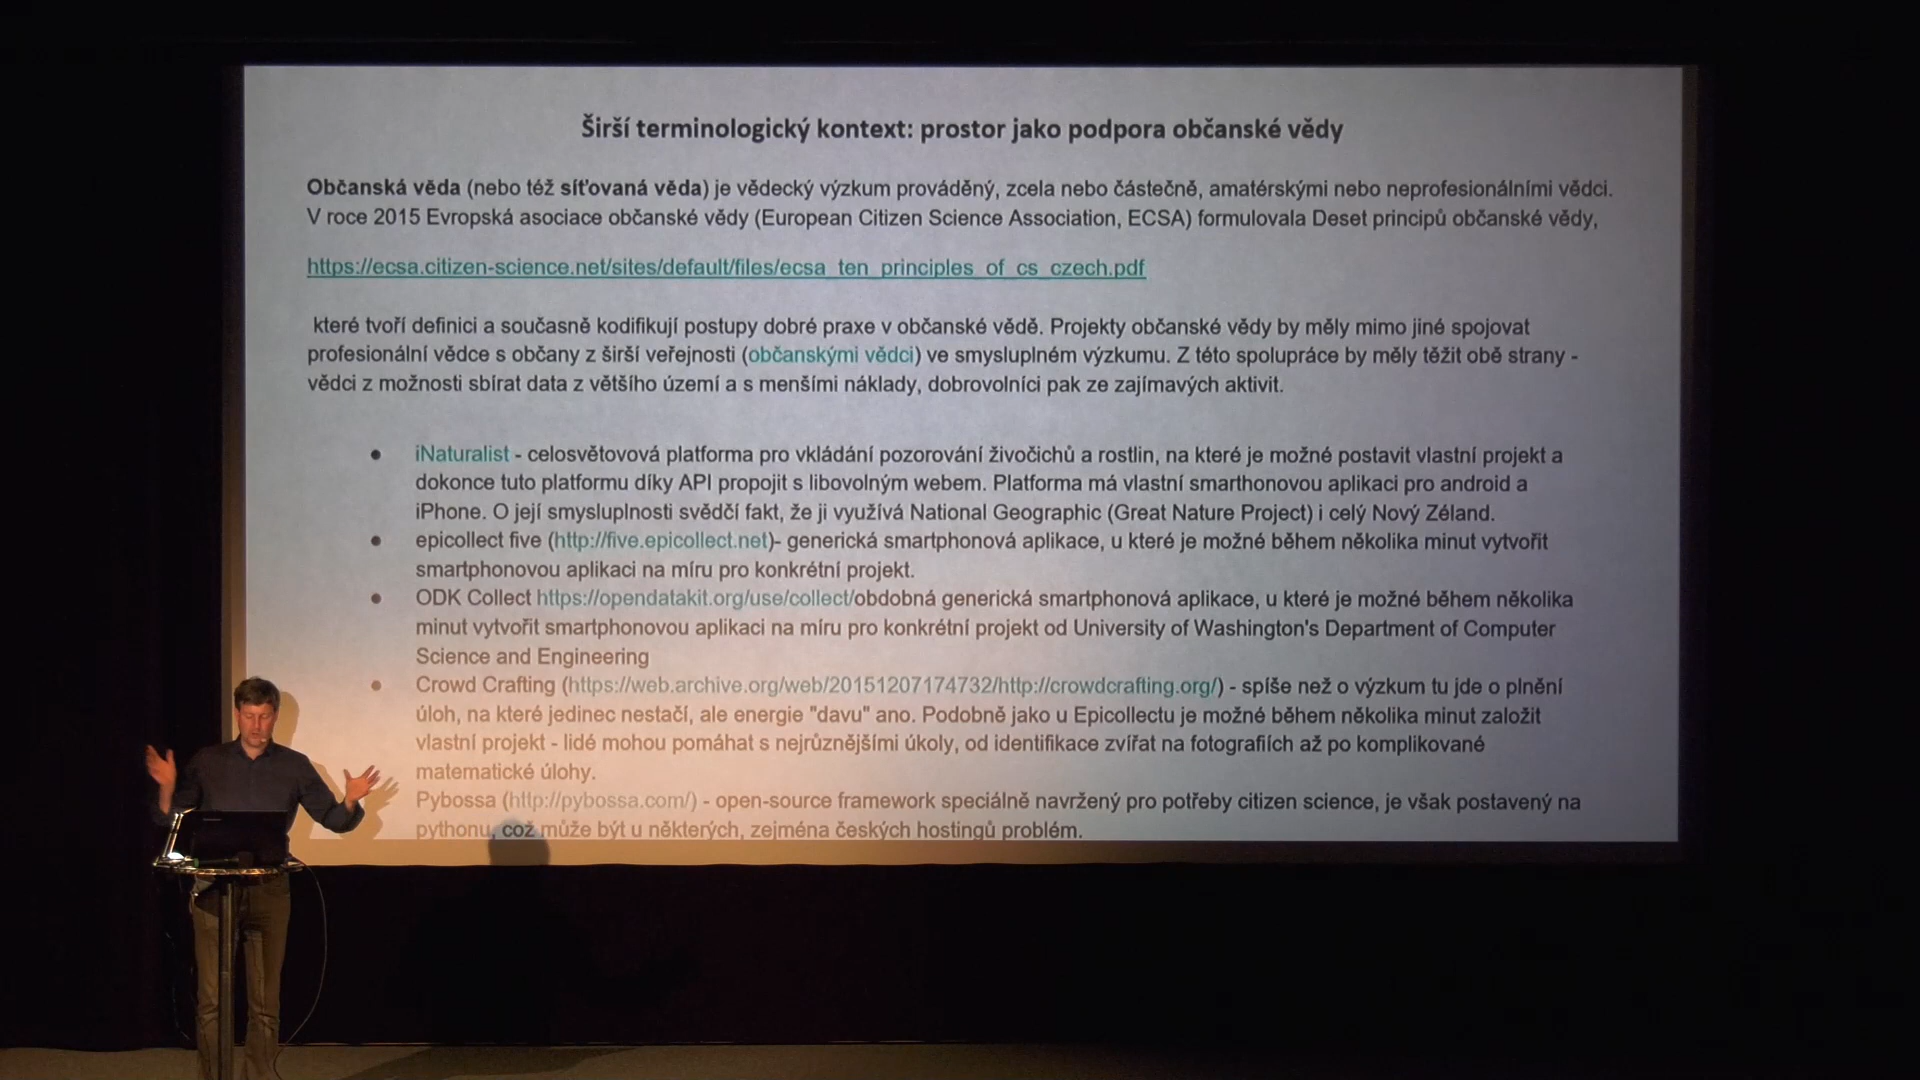 Širší terminologický kontext: prostor jako podpora občanské vědy
Občanská věda (nebo též síťovaná věda) je vědecký výzkum prováděný, zcela nebo částečně, amatérskými nebo neprofesionálními vědci.
V roce 2015 Evropská asociace občanské vědy (European Citizen Science Association, ECSA) formulovala Deset principů občanské vědy,
https://ecsa.citizen-science.net/sites/default/files/ecsa_ten_principles_of_cs_czech.pdf
které tvoří definici a současně kodifikují postupy dobré praxe v občanské vědě. Projekty občanské vědy by měly mimo jiné spojovat
profesionální vědce s občany z širší veřejnosti (občanskými vědci) ve smysluplném výzkumu. Z této spolupráce by měly těžit obě strany -
vědci z možnosti sbírat data z většího území a s menšími náklady, dobrovolníci pak ze zajímavých aktivit.
● iNaturalist - celosvětovová platforma pro vkládání pozorování živočichů a rostlin, na které je možné postavit vlastní projekt a
dokonce tuto platformu díky API propojit s libovolným webem. Platforma má vlastní smarthonovou aplikaci pro android a
iPhone. O její smysluplnosti svědčí fakt, že ji využívá National Geographic (Great Nature Project) i celý Nový Zéland.
● epicollect five (http://five.epicollect.net)- generická smartphonová aplikace, u které je možné během několika minut vytvořit
smartphonovou aplikaci na míru pro konkrétní projekt.
● ODK Collect https://opendatakit.org/use/collect/obdobná generická smartphonová aplikace, u které je možné během několika
minut vytvořit smartphonovou aplikaci na míru pro konkrétní projekt od University of Washington's Department of Computer
Science and Engineering
● Crowd Crafting (https://web.archive.org/web/20151207174732/http://crowdcrafting.org/) - spíše než o výzkum tu jde o plnění
úloh, na které jedinec nestačí, ale energie "davu" ano. Podobně jako u Epicollectu je možné během několika minut založit
vlastní projekt - lidé mohou pomáhat s nejrůznějšími úkoly, od identifikace zvířat na fotografiích až po komplikované
matematické úlohy.
Pybossa (http://pybossa.com/) - open-source framework speciálně navržený pro potřeby citizen science, je však postavený na
pythonu, což může být u některých, zejména českých hostingů problém.